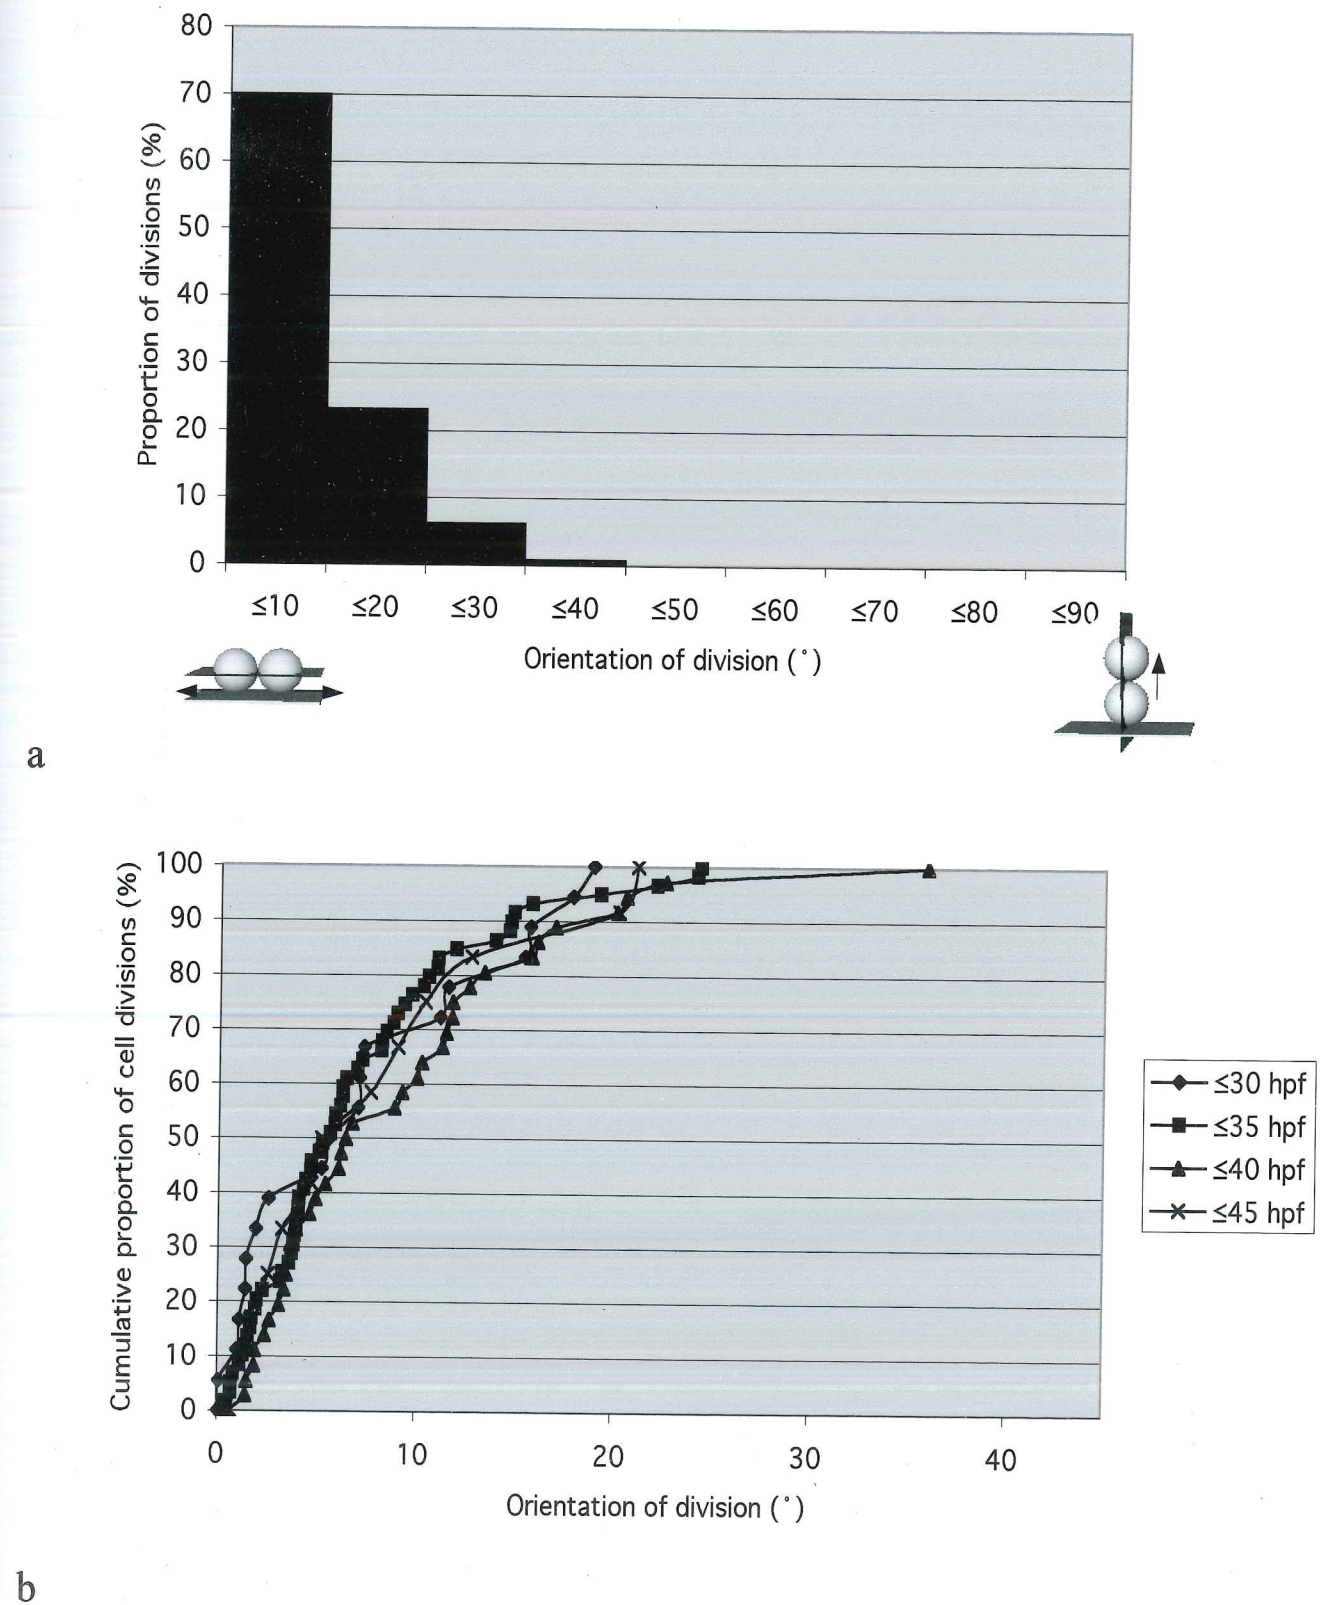 80
70
60
50
40
30
20
10
0
Proportion of divisions (%)
≤10 ≤20 ≤30 ≤40 ≤50 ≤60 ≤70 ≤80 ≤90
Orientation of division (°)
a
100
90
80
70
60
50
40
30
20
10
0
Cumulative proportion of cell divisions (%)
0 10 20 30 40
Orientation of division (°)
≤30 hpf
≤35 hpf
≤40 hpf
≤45 hpf
b